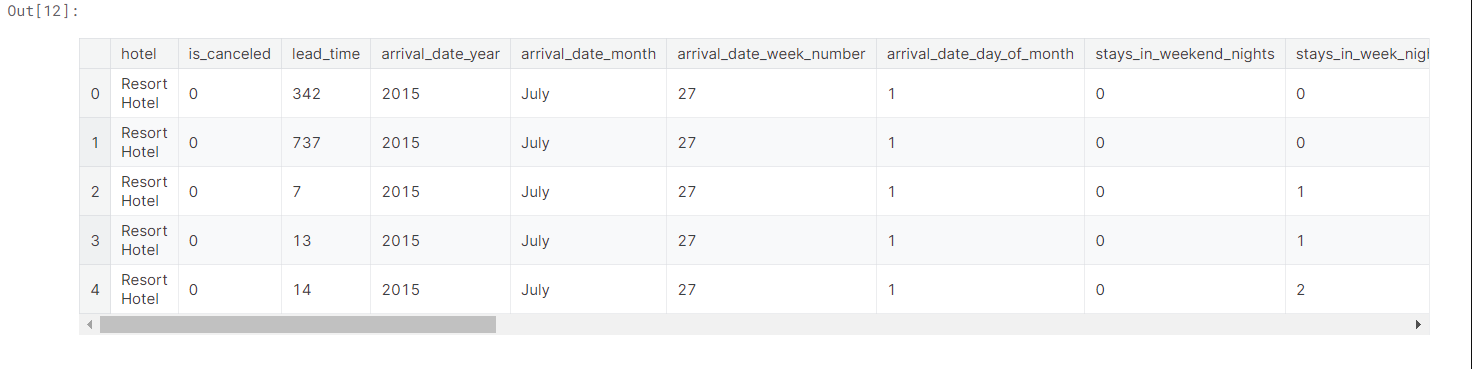 Out[12]:
hotel is_canceled lead_time arrival_date_year arrival_date_month arrival_date_week_number arrival_date_day_of_month stays_in_weekend_nights stays_in_week_nigh
0 Resort Hotel 0 342 2015 July 27 1 0 0
1 Resort Hotel 0 737 2015 July 27 1 0 0
2 Resort Hotel 0 7 2015 July 27 1 0 1
3 Resort Hotel 0 13 2015 July 27 1 0 1
4 Resort Hotel 0 14 2015 July 27 1 0 2